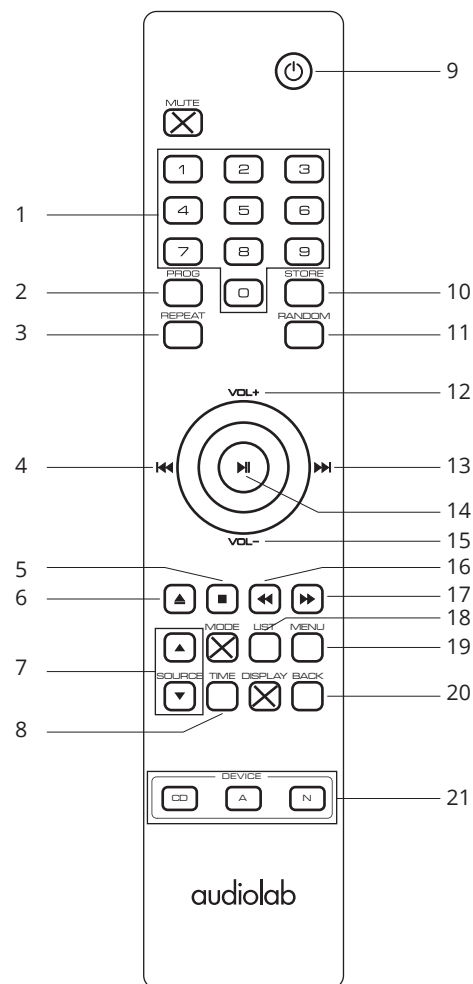 9
MUTE
1 2 3
1
4 5 6
7 8 9
2 PROG STORE 10
0
3 REPEAT RANDOM 11
VOL+ 12
4 13
14
VOL- 15
5 16
6 17
18
MODE LIST MENU 19
7
SOURCE TIME DISPLAY BACK 20
8
DEVICE
CD A N 21
audiolab